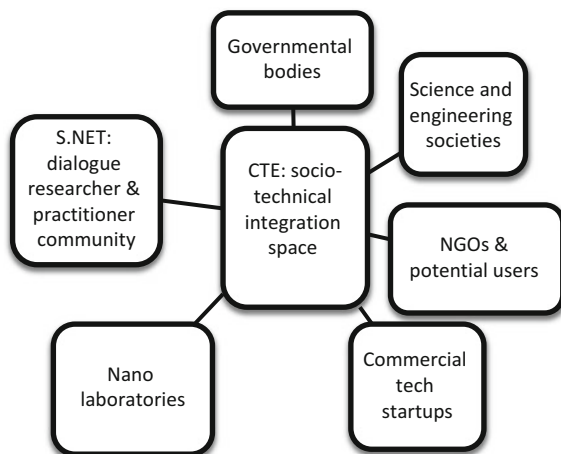 Governmental
bodies
Science and
engineering
societies
S.NET:
dialogue
researcher &
practitioner
community
CTE: socio-
technical
integration
space
NGOs &
potential users
Nano
laboratories
Commercial
tech
startups